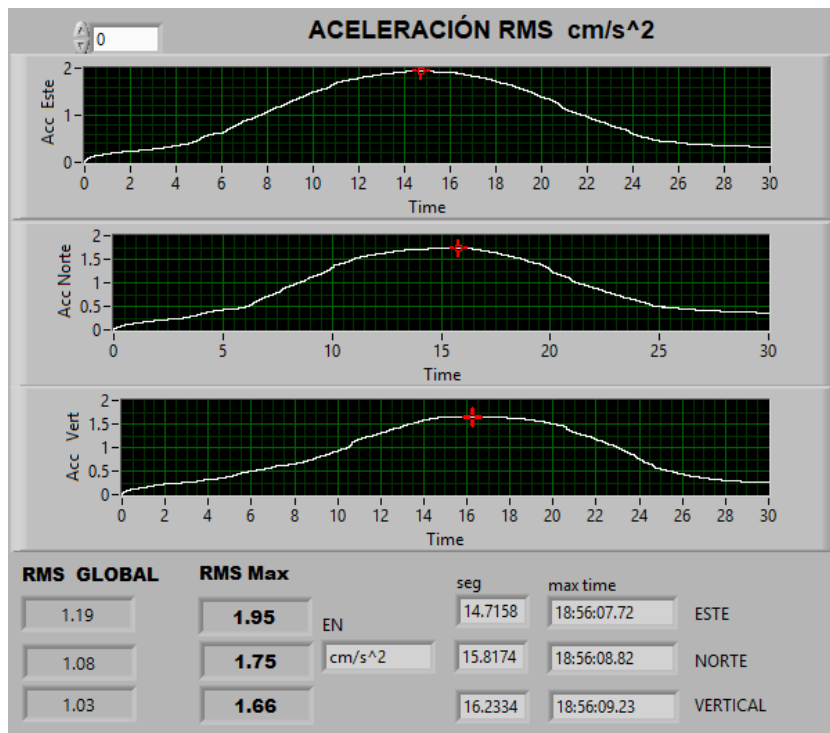 ACELERACIÓN RMS cm/s^2
0
Acc Este
2
1
0
0 2 4 6 8 10 12 14 16 18 20 22 24 26 28 30
Time
Acc Norte
2
1.5
1
0.5
0
0 5 10 15 20 25 30
Time
Acc Vert
2
1.5
1
0.5
0
0 2 4 6 8 10 12 14 16 18 20 22 24 26 28 30
Time
RMS GLOBAL RMS Max seg max time
1.19 1.95 14.7158 18:56:07.72 ESTE
EN
1.08 1.75 cm/s^2 15.8174 18:56:08.82 NORTE
1.03 1.66 16.2334 18:56:09.23 VERTICAL